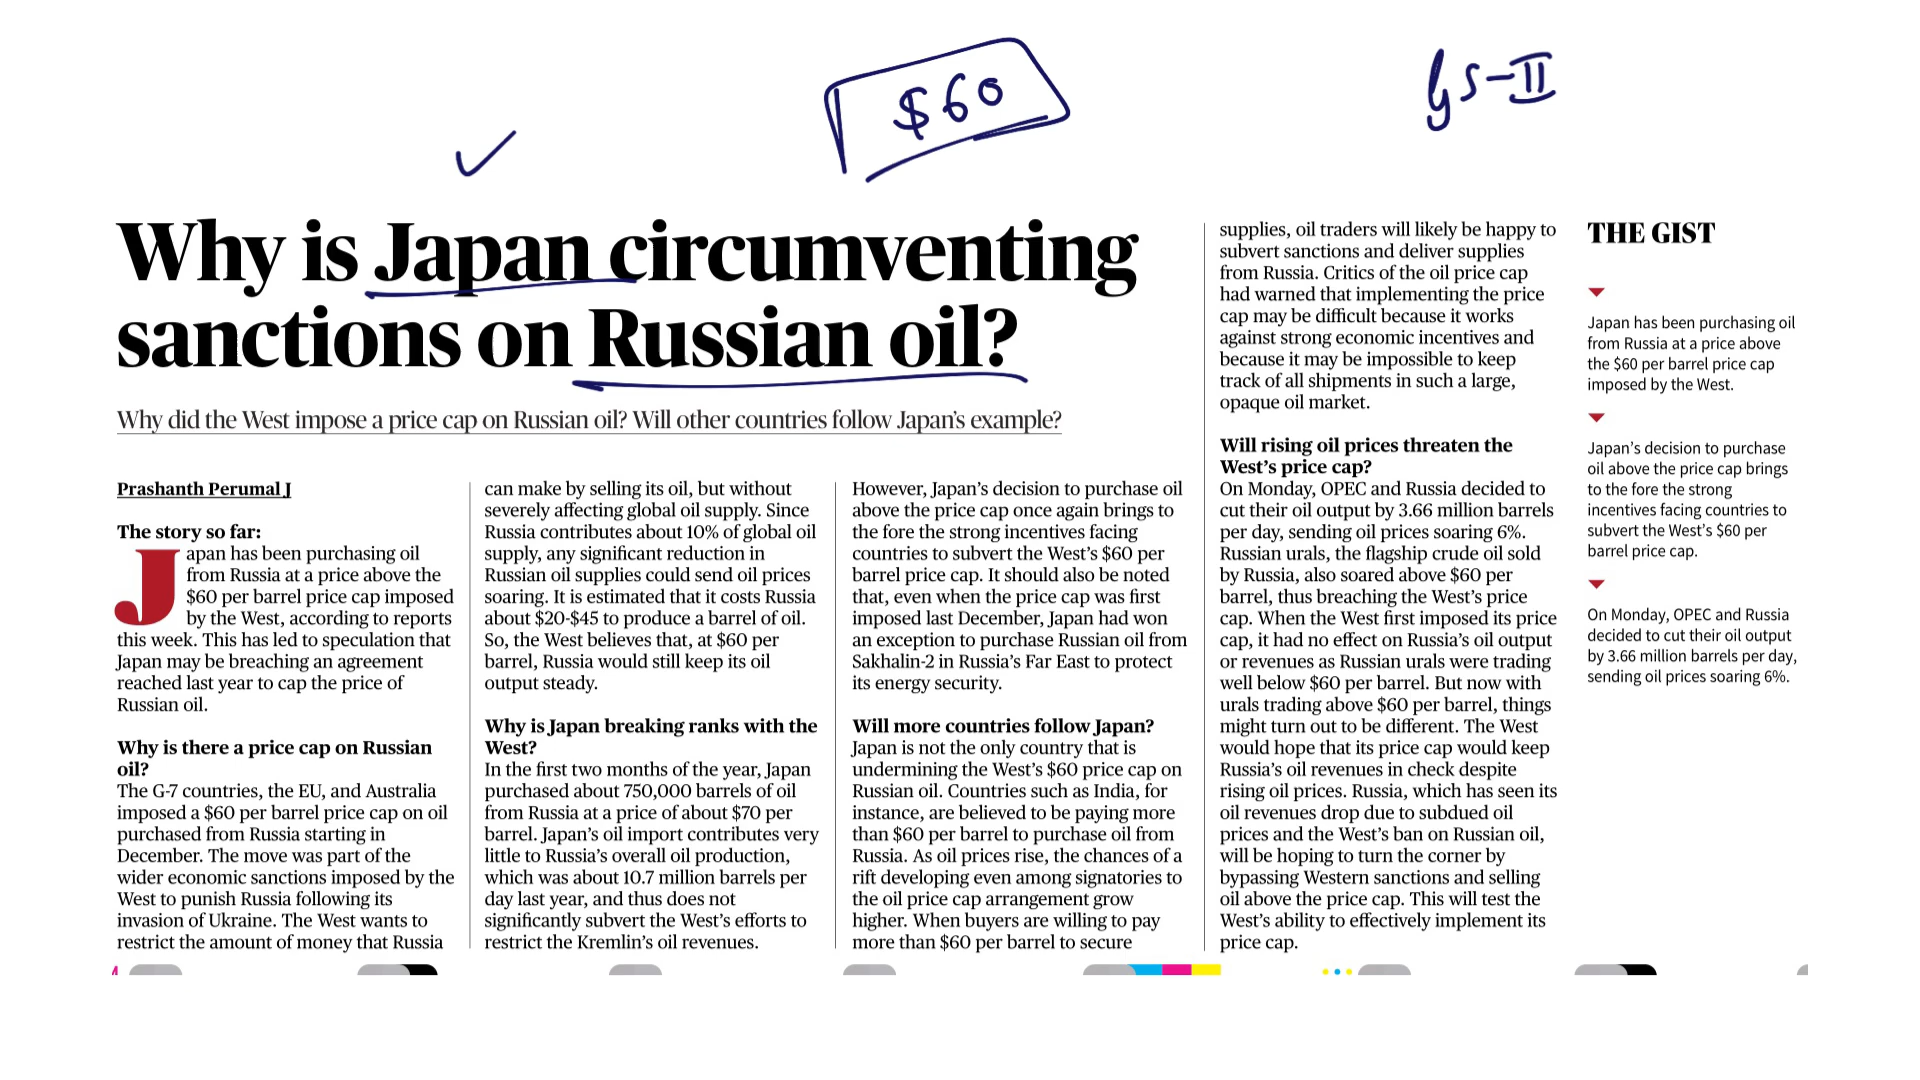 $60
GS-II
Why is Japan circumventing
sanctions on Russian oil?
Why did the West impose a price cap on Russian oil? Will other countries follow Japan's example?
Prashanth Perumal J
The story so far:
Japan has been purchasing oil
from Russia at a price above the
$60 per barrel price cap imposed
by the West, according to reports
this week. This has led to speculation that
Japan may be breaching an agreement
reached last year to cap the price of
Russian oil.
Why is there a price cap on Russian
oil?
The G-7 countries, the EU, and Australia
imposed a $60 per barrel price cap on oil
purchased from Russia starting in
December. The move was part of the
wider economic sanctions imposed by the
West to punish Russia following its
invasion of Ukraine. The West wants to
restrict the amount of money that Russia
can make by selling its oil, but without
severely affecting global oil supply. Since
Russia contributes about 10% of global oil
supply, any significant reduction in
Russian oil supplies could send oil prices
soaring. It is estimated that it costs Russia
about $20-$45 to produce a barrel of oil.
So, the West believes that, at $60 per
barrel, Russia would still keep its oil
output steady.
Why is Japan breaking ranks with the
West?
In the first two months of the year, Japan
purchased about 750,000 barrels of oil
from Russia at a price of about $70 per
barrel. Japan's oil import contributes very
little to Russia's overall oil production,
which was about 10.7 million barrels per
day last year, and thus does not
significantly subvert the West's efforts to
restrict the Kremlin's oil revenues.
However, Japan's decision to purchase oil
above the price cap once again brings to
the fore the strong incentives facing
countries to subvert the West's $60 per
barrel price cap. It should also be noted
that, even when the price cap was first
imposed last December, Japan had won
an exception to purchase Russian oil from
Sakhalin-2 in Russia's Far East to protect
its energy security.
Will more countries follow Japan?
Japan is not the only country that is
undermining the West's $60 price cap on
Russian oil. Countries such as India, for
instance, are believed to be paying more
than $60 per barrel to purchase oil from
Russia. As oil prices rise, the chances of a
rift developing even among signatories to
the oil price cap arrangement grow
higher. When buyers are willing to pay
more than $60 per barrel to secure
supplies, oil traders will likely be happy to
subvert sanctions and deliver supplies
from Russia. Critics of the oil price cap
had warned that implementing the price
cap may be difficult because it works
against strong economic incentives and
because it may be impossible to keep
track of all shipments in such a large,
opaque oil market.
Will rising oil prices threaten the
West's price cap?
On Monday, OPEC and Russia decided to
cut their oil output by 3.66 million barrels
per day, sending oil prices soaring 6%.
Russian urals, the flagship crude oil sold
by Russia, also soared above $60 per
barrel, thus breaching the West's price
cap. When the West first imposed its price
cap, it had no effect on Russia's oil output
or revenues as Russian urals were trading
well below $60 per barrel. But now with
urals trading above $60 per barrel, things
might turn out to be different. The West
would hope that its price cap would keep
Russia's oil revenues in check despite
rising oil prices. Russia, which has seen its
oil revenues drop due to subdued oil
prices and the West's ban on Russian oil,
will be hoping to turn the corner by
bypassing Western sanctions and selling
oil above the price cap. This will test the
West's ability to effectively implement its
price cap.
THE GIST
Japan has been purchasing oil
from Russia at a price above
the $60 per barrel price cap
imposed by the West.
Japan's decision to purchase
oil above the price cap brings
to the fore the strong
incentives facing countries to
subvert the West's $60 per
barrel price cap.
On Monday, OPEC and Russia
decided to cut their oil output
by 3.66 million barrels per day,
sending oil prices soaring 6%.